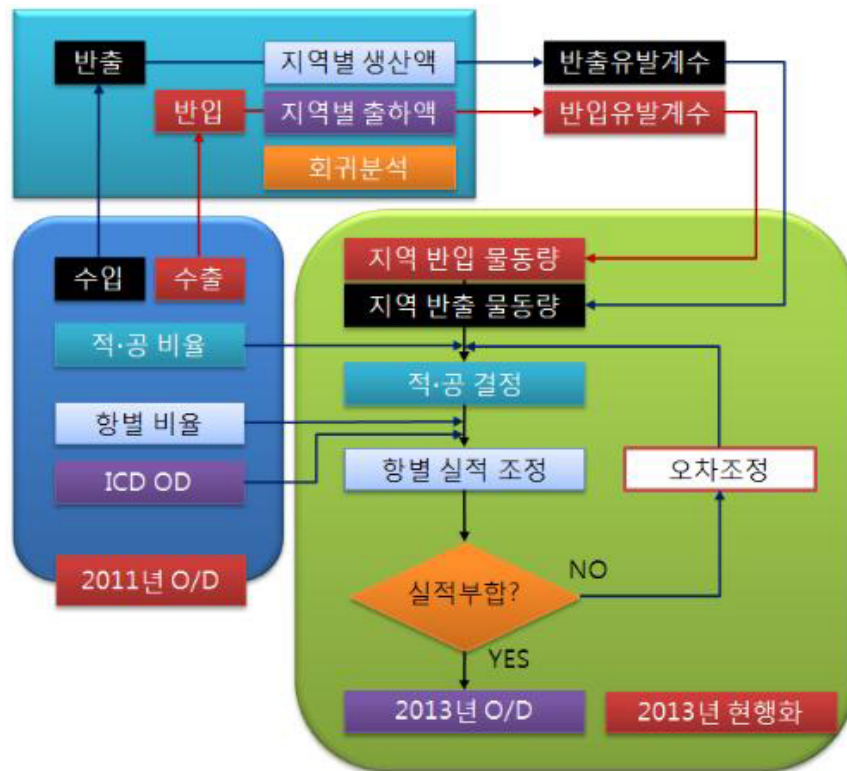 반출
지역별 생산액
반출유발계수
반입
지역별 출하액
반입유발계수
회귀분석
수입
수출
적·공 비율
항별 비율
ICD OD
2011년 O/D
지역 반입 물동량
지역 반출 물동량
적·공 결정
항별 실적 조정
오차조정
실적부합?
NO
YES
2013년 O/D
2013년 현행화